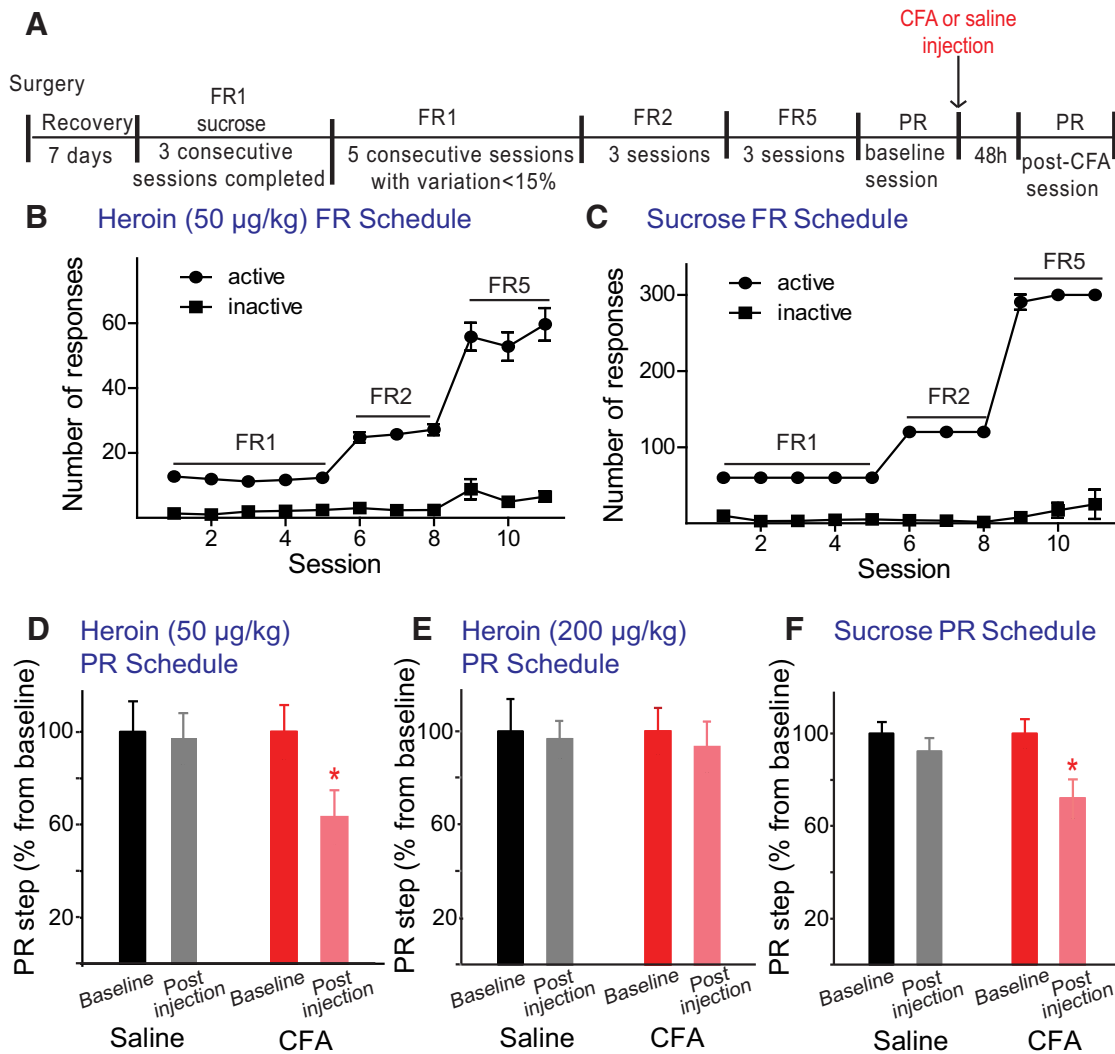 A
CFA or saline
injection
Surgery
Recovery
7 days
FR1
sucrose
3 consecutive
sessions completed
FR1
5 consecutive sessions
with variation<15%
FR2
3 sessions
FR5
3 sessions
PR
baseline
session
48h
PR
post-CFA
session
B
Heroin (50 µg/kg) FR Schedule
Number of responses
60
40
20
active
inactive
FR1
FR2
FR5
2
4
6
8
10
Session
C
Sucrose FR Schedule
Number of responses
300
200
100
active
inactive
FR1
FR2
FR5
2
4
6
8
10
Session
D
Heroin (50 µg/kg)
PR Schedule
PR step (% from baseline)
100
60
20
*
Baseline
Post
injection
Baseline
Post
injection
Saline
CFA
E
Heroin (200 µg/kg)
PR Schedule
PR step (% from baseline)
100
60
20
Baseline
Post
injection
Baseline
Post
injection
Saline
CFA
F
Sucrose PR Schedule
PR step (% from baseline)
100
60
20
*
Baseline
Post
injection
Baseline
Post
injection
Saline
CFA